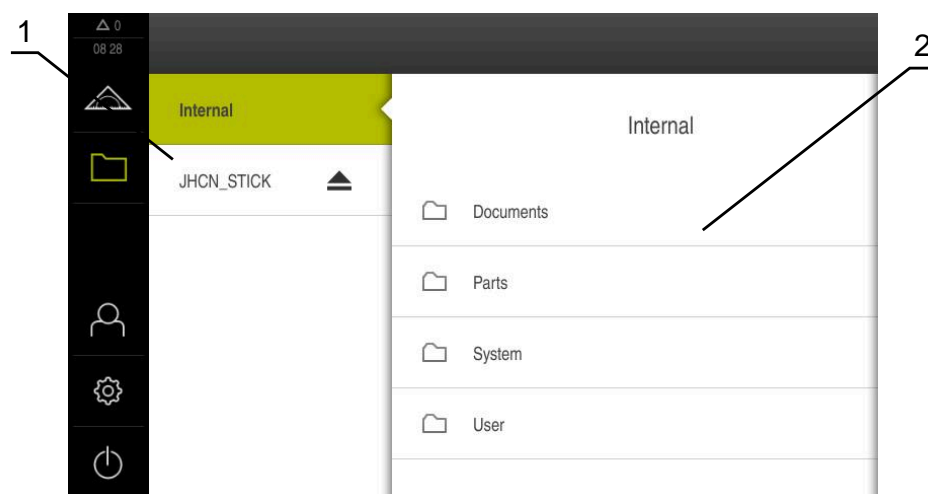 1
2
0
08 28
Internal
JHCN_STICK
Internal
Documents
Parts
System
User